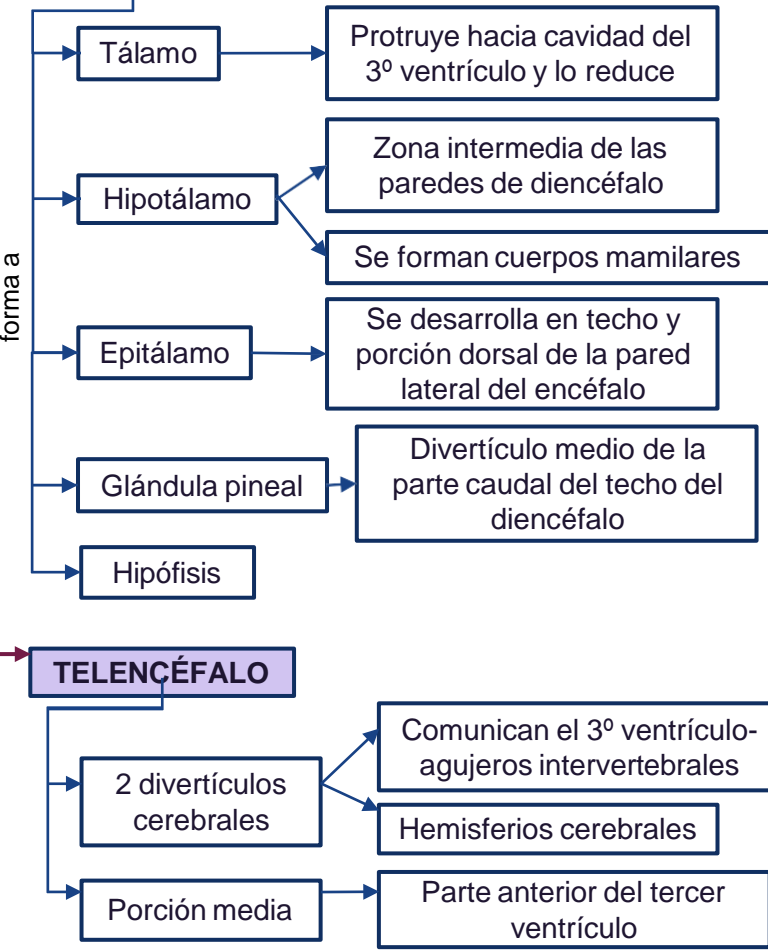 forma a
Tálamo
Protruye hacia cavidad del
3º ventrículo y lo reduce
Hipotálamo
Zona intermedia de las
paredes de diencéfalo
Se forman cuerpos mamilares
Epitálamo
Se desarrolla en techo y
porción dorsal de la pared
lateral del encéfalo
Glándula pineal
Divertículo medio de la
parte caudal del techo del
diencéfalo
Hipófisis
TELENCÉFALO
2 divertículos
cerebrales
Comunican el 3º ventrículo-
agujeros intervertebrales
Hemisferios cerebrales
Porción media
Parte anterior del tercer
ventrículo